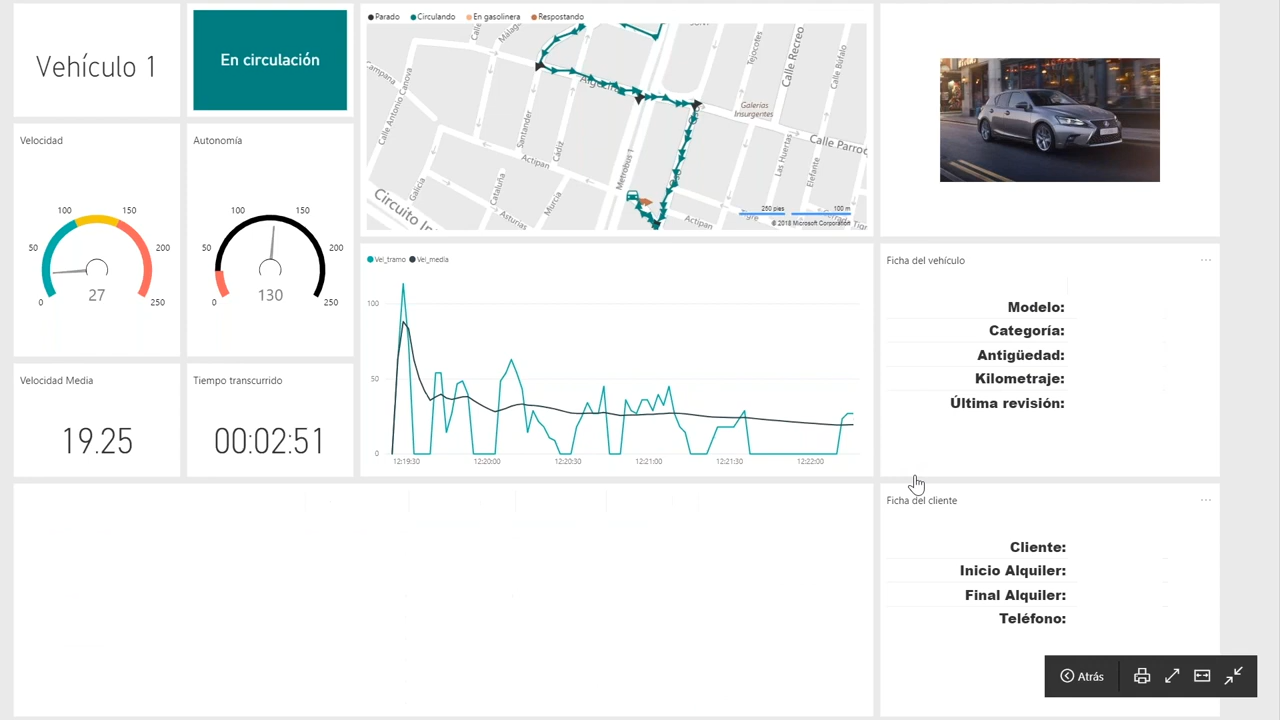 Vehículo 1
En circulación
Velocidad
0
50
100
150
200
250
27
Autonomía
0
50
100
150
200
250
130
Velocidad Media
19.25
Tiempo transcurrido
00:02:51
Parado Circulando En gasolinera Respostando
Málaga
Campana
Calle Antonio Canova
Santander
Cádiz
Actipan
Cataluña
Galicia
Murcia
Asturias
Metrobus 1
Tejocotes
Calle Recreo
Calle Búfalo
Galerías
Insurgentes
Calle Parroq
Las Huertas
Elefante
Actipan
Circuito In
250 pies 100 m
© 2018 Microsoft Corporation
Vel_tramo Vel_media
100
50
0
12:19:30 12:20:00 12:20:30 12:21:00 12:21:30 12:22:00
Ficha del vehículo
...
Modelo:
Categoría:
Antigüedad:
Kilometraje:
Última revisión:
Ficha del cliente
...
Cliente:
Inicio Alquiler:
Final Alquiler:
Teléfono:
Atrás